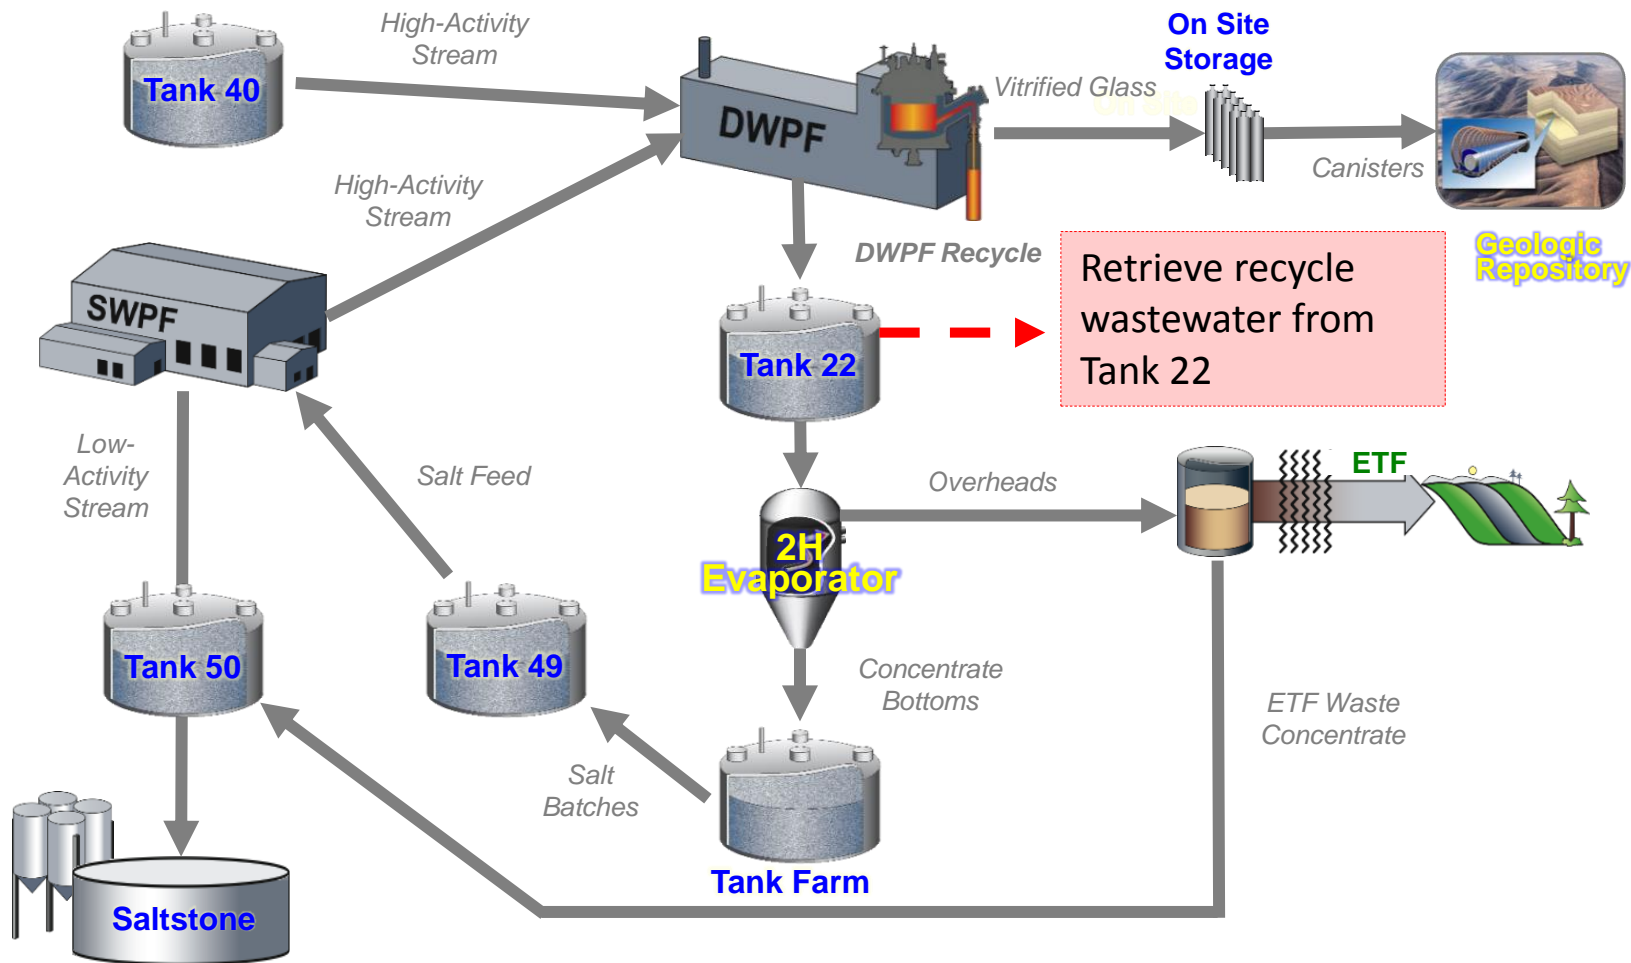 High-Activity
Stream
Tank 40
On Site
Storage
Vitrified Glass
On Site
DWPF
Canisters
High-Activity
Stream
Geologic
Repository
DWPF Recycle
Retrieve recycle
wastewater from
Tank 22
SWPF
Tank 22
Low-
Activity
Stream
Salt Feed
Overheads
ETF
2H
Evaporator
Tank 50
Tank 49
Concentrate
Bottoms
ETF Waste
Concentrate
Salt
Batches
Tank Farm
Saltstone